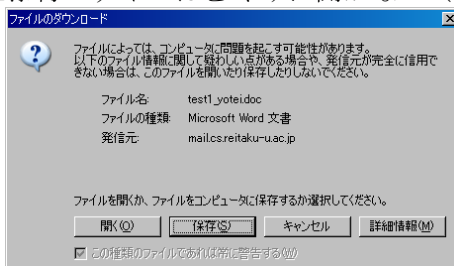 ファイルのダウンロード
ファイルによっては、コンピュータに問題を起こす可能性があります。
以下のファイル情報に関して疑わしい点がある場合や、発信元が完全に信用で
きない場合は、このファイルを開いたり保存したりしないでください。
ファイル名: test1_yotei.doc
ファイルの種類: Microsoft Word 文書
発信元: mail.cs.reitaku-u.ac.jp
ファイルを開くか、ファイルをコンピュータに保存するか選択してください。
開く(O) 保存(S) キャンセル 詳細情報(M)
この種類のファイルであれば常に警告する(W)